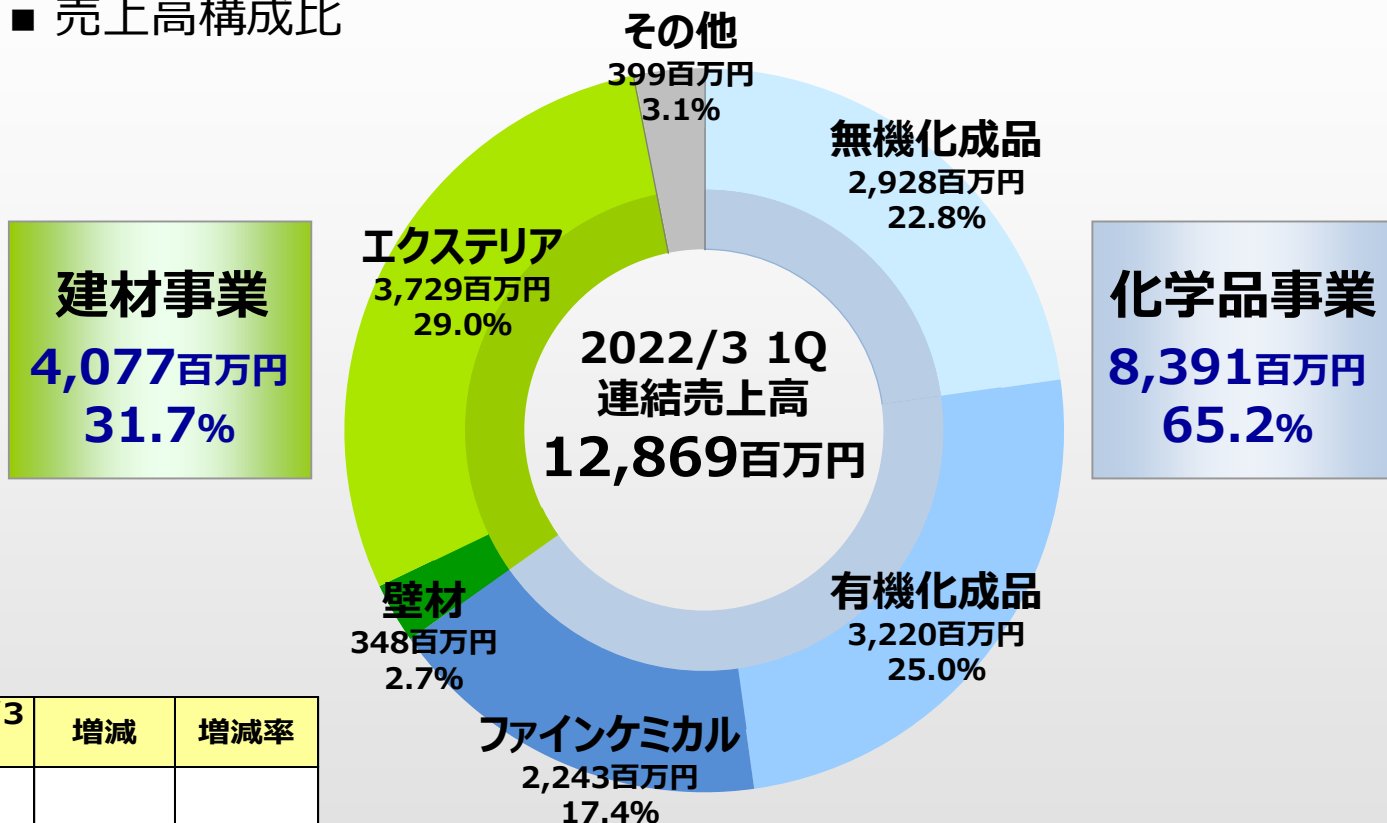 ■ 売上高構成比
その他
399百万円
3.1%
無機化成品
2,928百万円
22.8%
エクステリア
3,729百万円
29.0%
建材事業
4,077百万円
31.7%
2022/3 1Q
連結売上高
12,869百万円
化学品事業
8,391百万円
65.2%
壁材
348百万円
2.7%
有機化成品
3,220百万円
25.0%
ファインケミカル
2,243百万円
17.4%
/3
増減
増減率